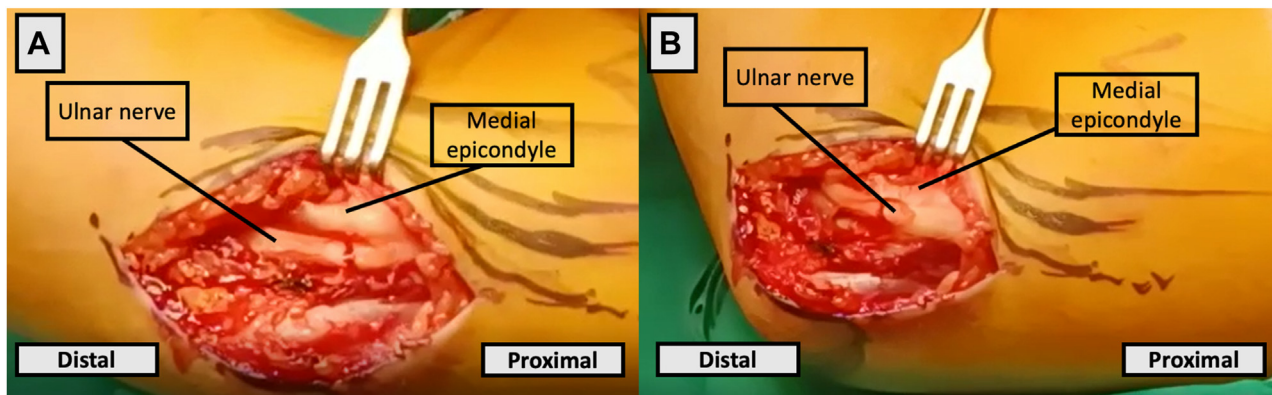 A
Ulnar nerve
Medial
epicondyle
Distal
Proximal
B
Ulnar nerve
Medial
epicondyle
Distal
Proximal